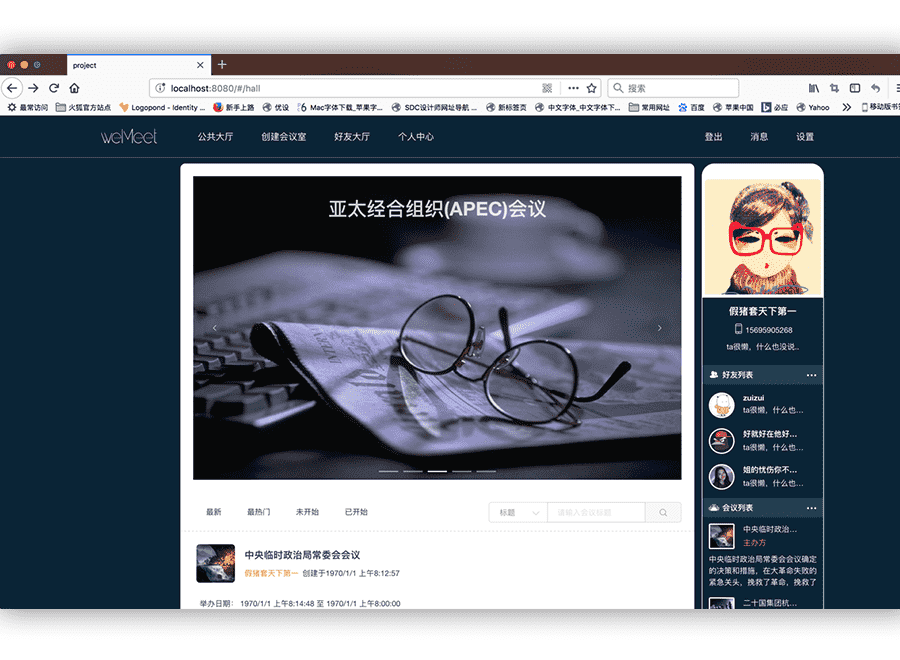 project
localhost:8080/#/hall
搜索
最常访问 火狐官方站点 Logopond - Identity ... 新手上路 优设 Mac字体下载_苹果字... SDC设计师网址导航 ... 新标签页 中文字体_中文字体下... 常用网址 百度 苹果中国 必应 Yahoo 移动版书
weMeet 公共大厅 创建会议室 好友大厅 个人中心 登出 消息 设置
亚太经合组织(APEC)会议
假猪套天下第一
15695905268
ta很懒，什么也没说...
好友列表
zuizui
ta很懒，什么也...
好就好在他好...
ta很懒，什么也...
姐的忧伤你不...
ta很懒，什么也...
会议列表
中央临时政治...
主办方
中央临时政治局常委会会议确定
的决策和措施，在大革命失败的
紧急关头，挽救了革命，挽救了
二十国集团杭...
最新 最热门 未开始 已开始 标题 请输入会议标题
中央临时政治局常委会会议
假猪套天下第一 创建于1970/1/1 上午8:12:57
举办日期： 1970/1/1 上午8:14:48 至 1970/1/1 上午8:00:00